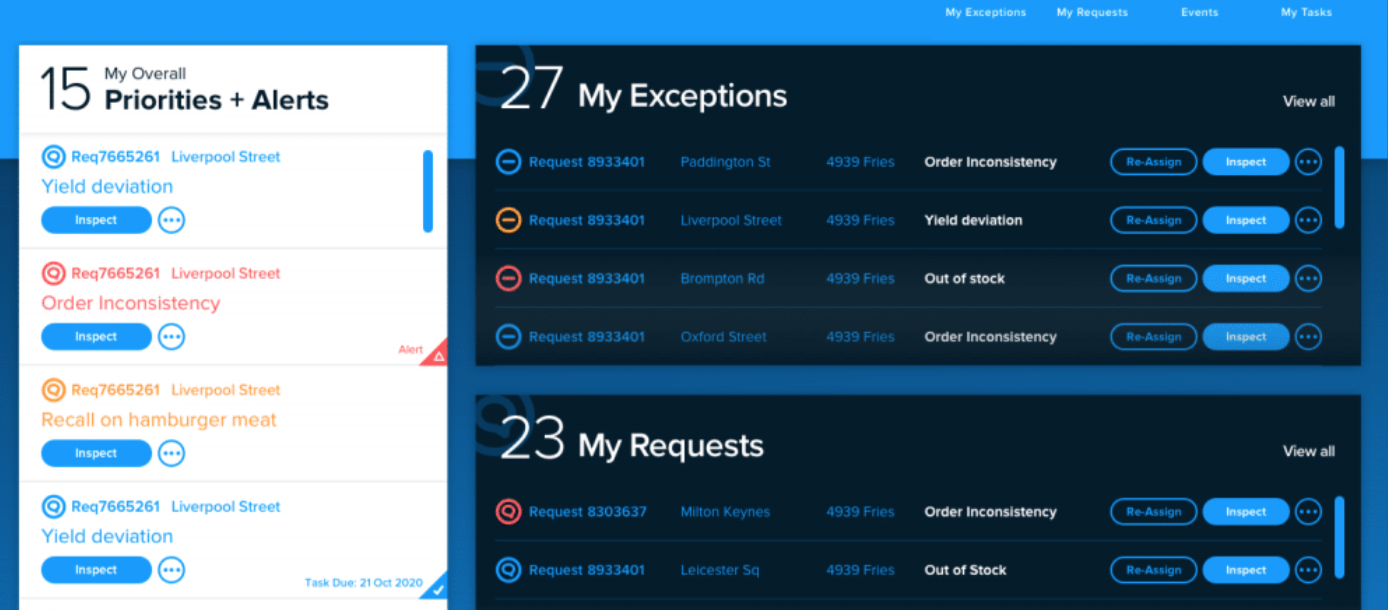 My Exceptions My Requests Events My Tasks
15 My Overall
Priorities + Alerts
Req7665261 Liverpool Street
Yield deviation
Inspect
Req7665261 Liverpool Street
Order Inconsistency
Inspect
Alert
Req7665261 Liverpool Street
Recall on hamburger meat
Inspect
Req7665261 Liverpool Street
Yield deviation
Inspect
Task Due: 21 Oct 2020
27 My Exceptions
View all
Request 8933401 Paddington St 4939 Fries Order Inconsistency Re-Assign Inspect
Request 8933401 Liverpool Street 4939 Fries Yield deviation Re-Assign Inspect
Request 8933401 Brompton Rd 4939 Fries Out of stock Re-Assign Inspect
Request 8933401 Oxford Street 4939 Fries Order Inconsistency Re-Assign Inspect
23 My Requests
View all
Request 8303637 Milton Keynes 4939 Fries Order Inconsistency Re-Assign Inspect
Request 8933401 Leicester Sq 4939 Fries Out of Stock Re-Assign Inspect